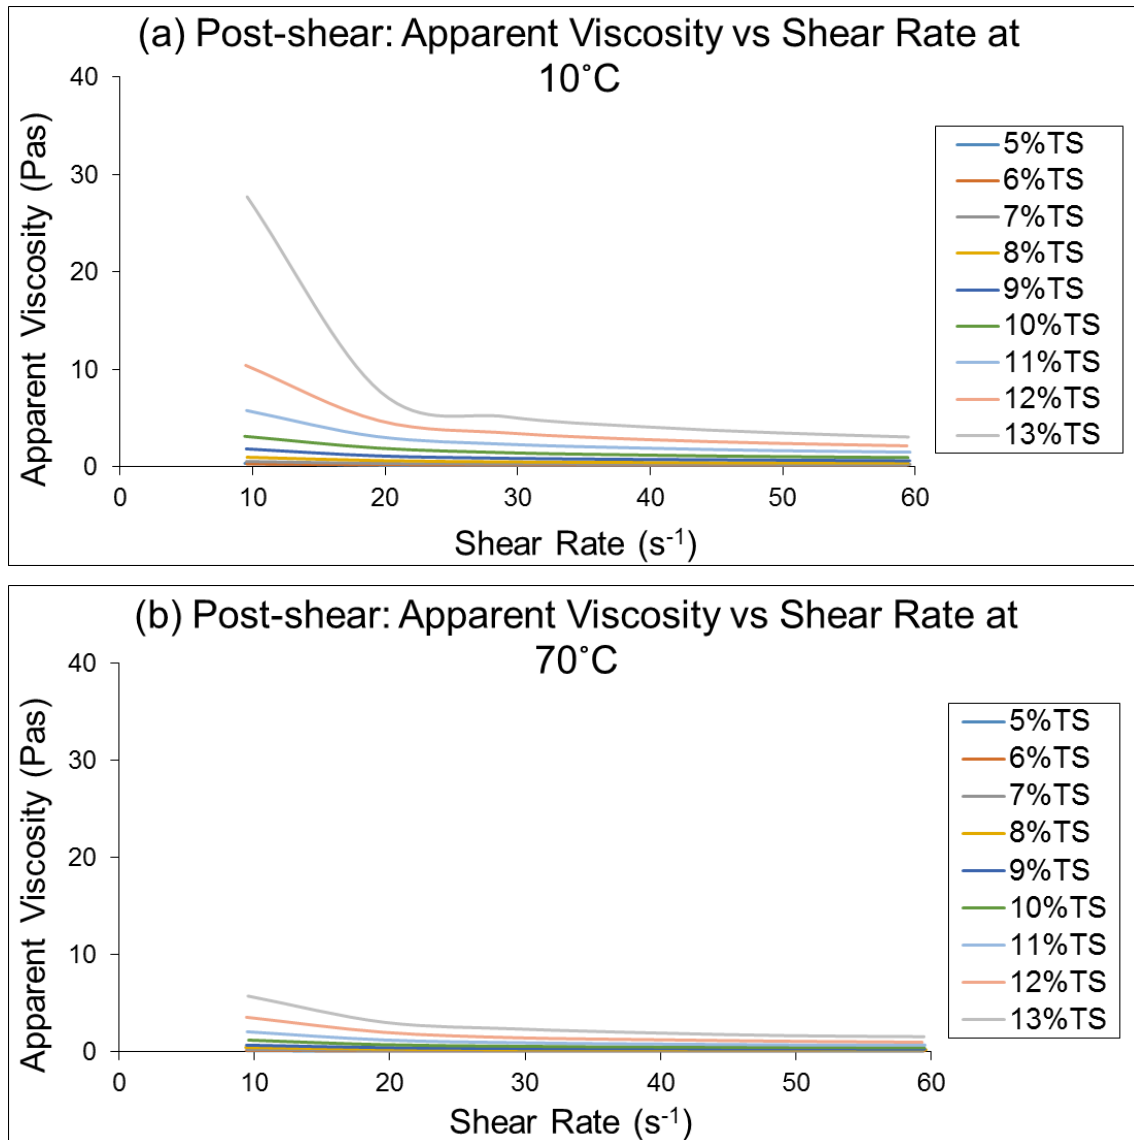 (a) Post-shear: Apparent Viscosity vs Shear Rate at
10˚C
Apparent Viscosity (Pas)
40
30
20
10
0
0 10 20 30 40 50 60
Shear Rate (s⁻¹)
5%TS
6%TS
7%TS
8%TS
9%TS
10%TS
11%TS
12%TS
13%TS
(b) Post-shear: Apparent Viscosity vs Shear Rate at
70˚C
Apparent Viscosity (Pas)
40
30
20
10
0
0 10 20 30 40 50 60
Shear Rate (s⁻¹)
5%TS
6%TS
7%TS
8%TS
9%TS
10%TS
11%TS
12%TS
13%TS